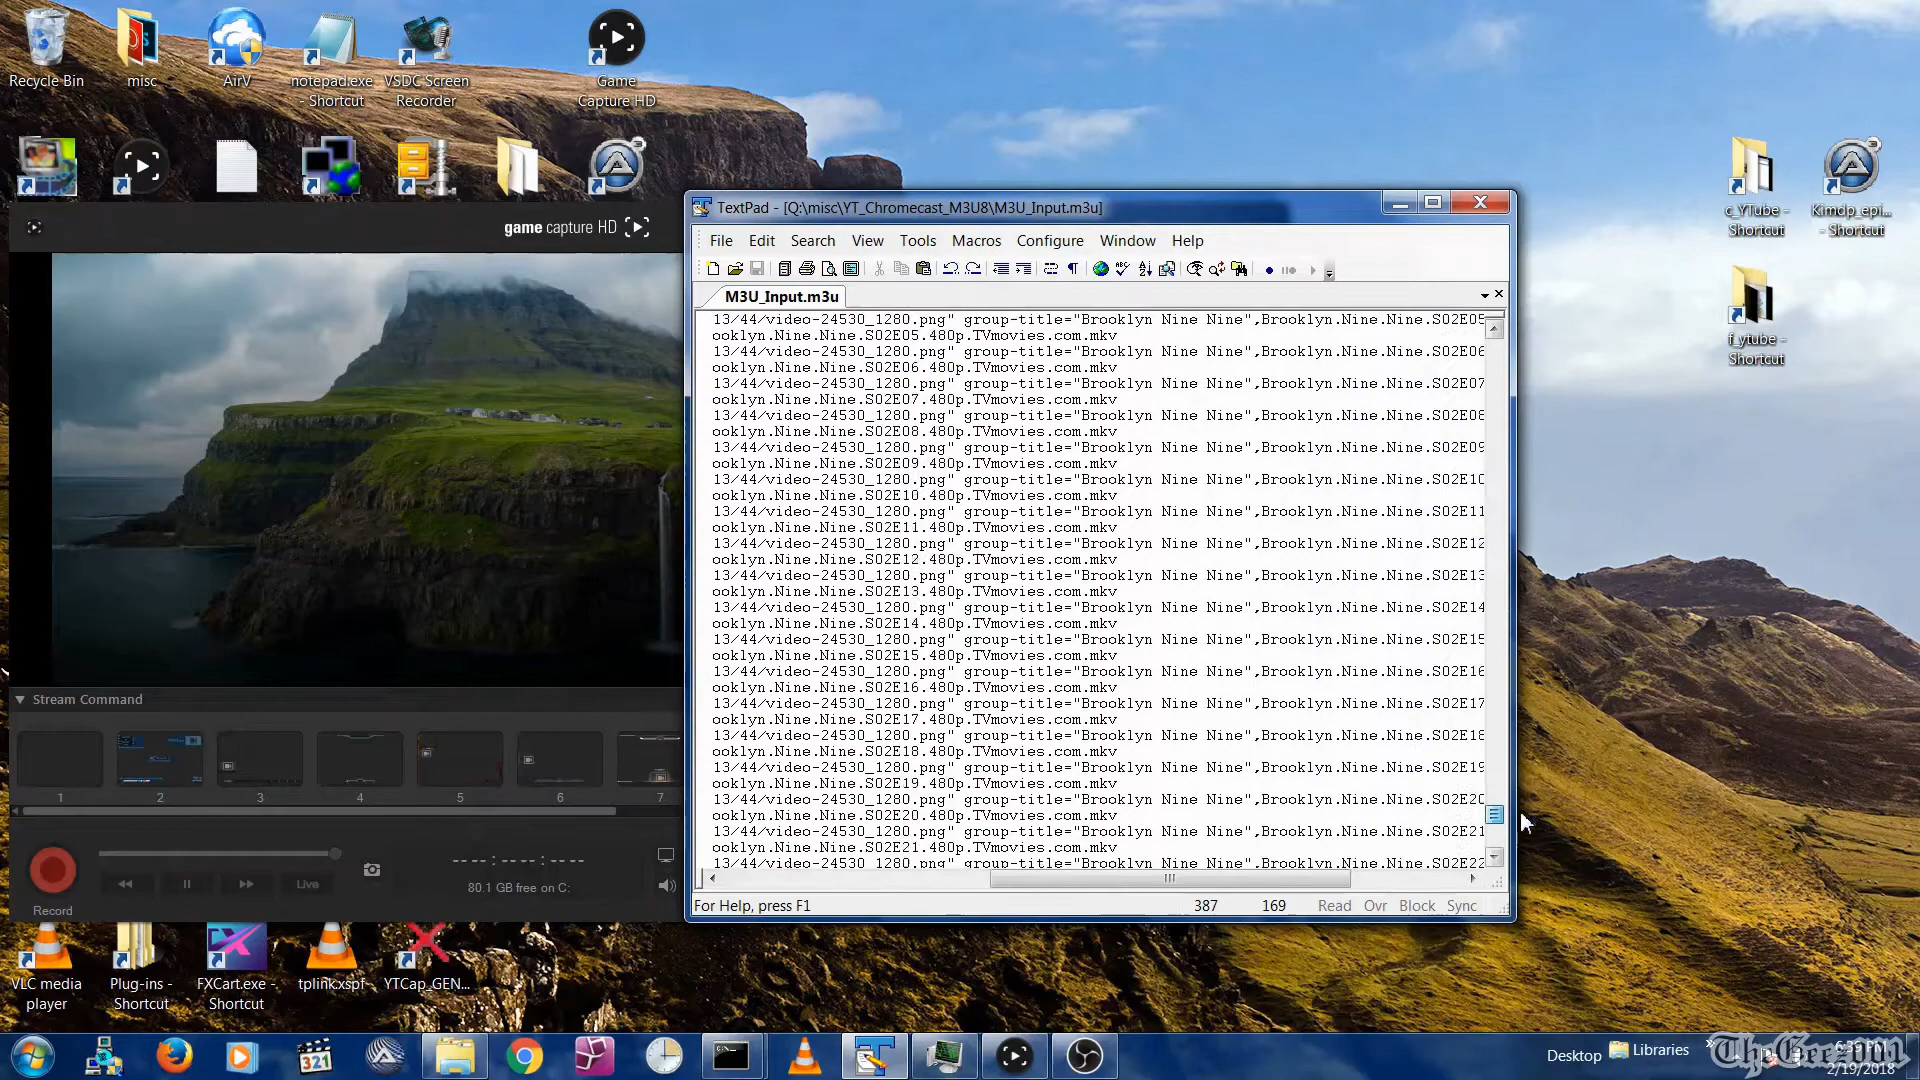 Recycle Bin
misc
AirV
notepad.exe - Shortcut
VSDC Screen Recorder
Game Capture HD
c_YTube - Shortcut
Kimdp_epi... - Shortcut
f_ytube - Shortcut
game capture HD
TextPad - [Q:\misc\YT_Chromecast_M3U8\M3U_Input.m3u]
File Edit Search View Tools Macros Configure Window Help
M3U_Input.m3u
13/44/video-24530_1280.png" group-title="Brooklyn Nine Nine",Brooklyn.Nine.Nine.S02E05
ooklyn.Nine.Nine.S02E05.480p.TVmovies.com.mkv
13/44/video-24530_1280.png" group-title="Brooklyn Nine Nine",Brooklyn.Nine.Nine.S02E06
ooklyn.Nine.Nine.S02E06.480p.TVmovies.com.mkv
13/44/video-24530_1280.png" group-title="Brooklyn Nine Nine",Brooklyn.Nine.Nine.S02E07
ooklyn.Nine.Nine.S02E07.480p.TVmovies.com.mkv
13/44/video-24530_1280.png" group-title="Brooklyn Nine Nine",Brooklyn.Nine.Nine.S02E08
ooklyn.Nine.Nine.S02E08.480p.TVmovies.com.mkv
13/44/video-24530_1280.png" group-title="Brooklyn Nine Nine",Brooklyn.Nine.Nine.S02E09
ooklyn.Nine.Nine.S02E09.480p.TVmovies.com.mkv
13/44/video-24530_1280.png" group-title="Brooklyn Nine Nine",Brooklyn.Nine.Nine.S02E10
ooklyn.Nine.Nine.S02E10.480p.TVmovies.com.mkv
13/44/video-24530_1280.png" group-title="Brooklyn Nine Nine",Brooklyn.Nine.Nine.S02E11
ooklyn.Nine.Nine.S02E11.480p.TVmovies.com.mkv
13/44/video-24530_1280.png" group-title="Brooklyn Nine Nine",Brooklyn.Nine.Nine.S02E12
ooklyn.Nine.Nine.S02E12.480p.TVmovies.com.mkv
13/44/video-24530_1280.png" group-title="Brooklyn Nine Nine",Brooklyn.Nine.Nine.S02E13
ooklyn.Nine.Nine.S02E13.480p.TVmovies.com.mkv
13/44/video-24530_1280.png" group-title="Brooklyn Nine Nine",Brooklyn.Nine.Nine.S02E14
ooklyn.Nine.Nine.S02E14.480p.TVmovies.com.mkv
13/44/video-24530_1280.png" group-title="Brooklyn Nine Nine",Brooklyn.Nine.Nine.S02E15
ooklyn.Nine.Nine.S02E15.480p.TVmovies.com.mkv
13/44/video-24530_1280.png" group-title="Brooklyn Nine Nine",Brooklyn.Nine.Nine.S02E16
ooklyn.Nine.Nine.S02E16.480p.TVmovies.com.mkv
13/44/video-24530_1280.png" group-title="Brooklyn Nine Nine",Brooklyn.Nine.Nine.S02E17
ooklyn.Nine.Nine.S02E17.480p.TVmovies.com.mkv
13/44/video-24530_1280.png" group-title="Brooklyn Nine Nine",Brooklyn.Nine.Nine.S02E18
ooklyn.Nine.Nine.S02E18.480p.TVmovies.com.mkv
13/44/video-24530_1280.png" group-title="Brooklyn Nine Nine",Brooklyn.Nine.Nine.S02E19
ooklyn.Nine.Nine.S02E19.480p.TVmovies.com.mkv
13/44/video-24530_1280.png" group-title="Brooklyn Nine Nine",Brooklyn.Nine.Nine.S02E20
ooklyn.Nine.Nine.S02E20.480p.TVmovies.com.mkv
13/44/video-24530_1280.png" group-title="Brooklyn Nine Nine",Brooklyn.Nine.Nine.S02E21
ooklyn.Nine.Nine.S02E21.480p.TVmovies.com.mkv
13/44/video-24530_1280.png" group-title="Brooklyn Nine Nine",Brooklyn.Nine.Nine.S02E22
For Help, press F1 387 169 Read Ovr Block Sync
Stream Command
1 2 3 4 5 6 7
Live
--:--:--
80.1 GB free on C:
Record
VLC media player
Plug-ins - Shortcut
FXCart.exe - Shortcut
tplink.xspf
YTCap_GEN...
321
Desktop
Libraries
6:39 PM
2/19/2018